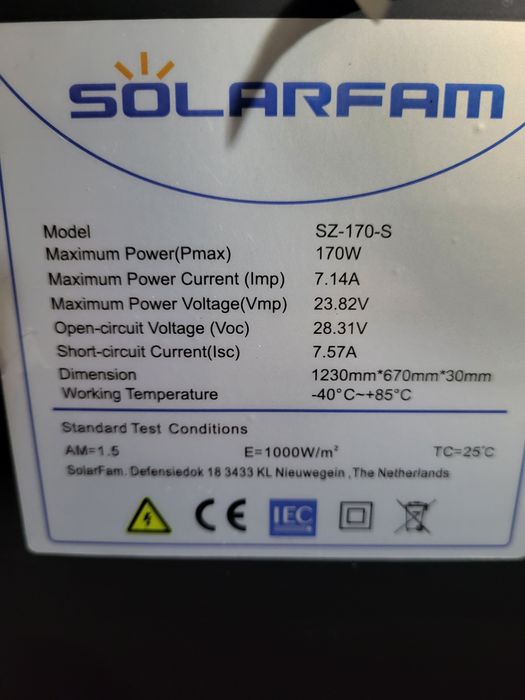 SOLARFAM
Model SZ-170-S
Maximum Power(Pmax) 170W
Maximum Power Current (Imp) 7.14A
Maximum Power Voltage(Vmp) 23.82V
Open-circuit Voltage (Voc) 28.31V
Short-circuit Current(Isc) 7.57A
Dimension 1230mm*670mm*30mm
Working Temperature -40°C~+85°C
Standard Test Conditions
AM=1.5 E=1000W/m² TC=25°C
SolarFam. Defensiedok 18 3433 KL Nieuwegein , The Netherlands
CE IEC